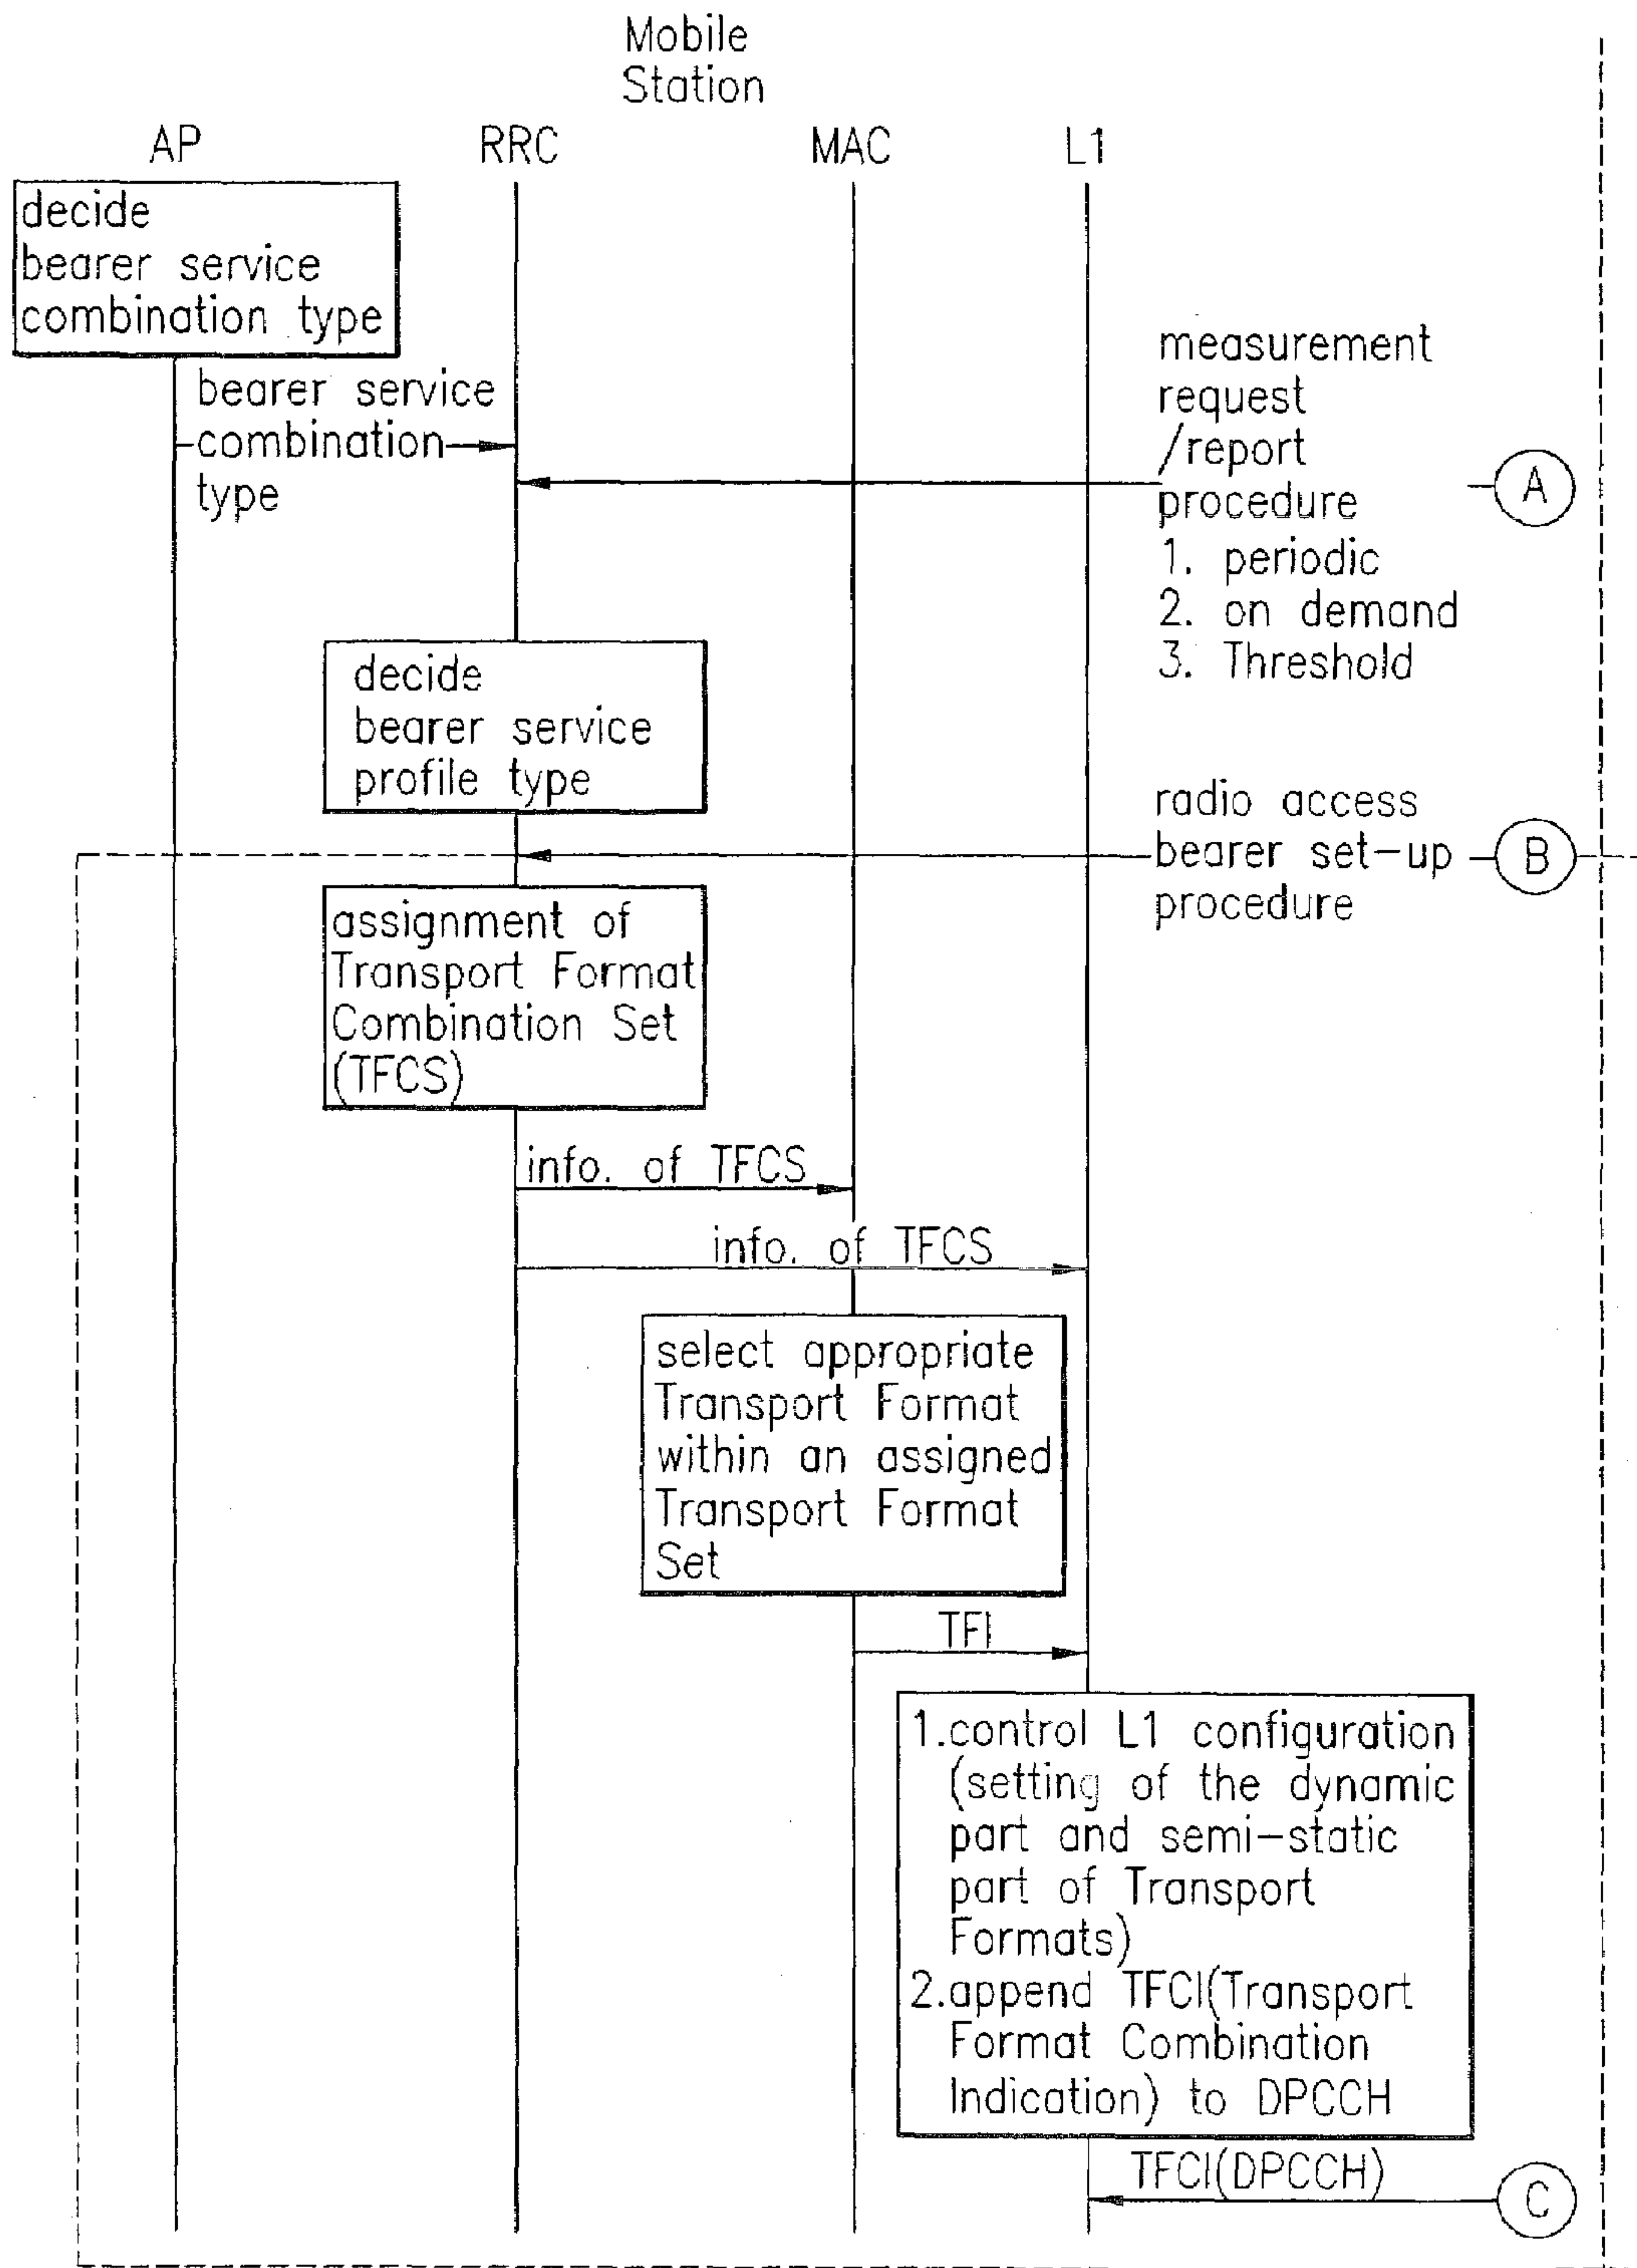 Mobile
Station
AP
RRC
MAC
L1
decide
bearer service
combination type
bearer service
combination
type
measurement
request
/report
procedure
1. periodic
2. on demand
3. Threshold
A
decide
bearer service
profile type
radio access
bearer set-up
procedure
B
assignment of
Transport Format
Combination Set
(TFCS)
info. of TFCS
info. of TFCS
select appropriate
Transport Format
within an assigned
Transport Format
Set
TFI
1.control L1 configuration
(setting of the dynamic
part and semi-static
part of Transport
Formats)
2.append TFCI(Transport
Format Combination
Indication) to DPCCH
TFCI(DPCCH)
C